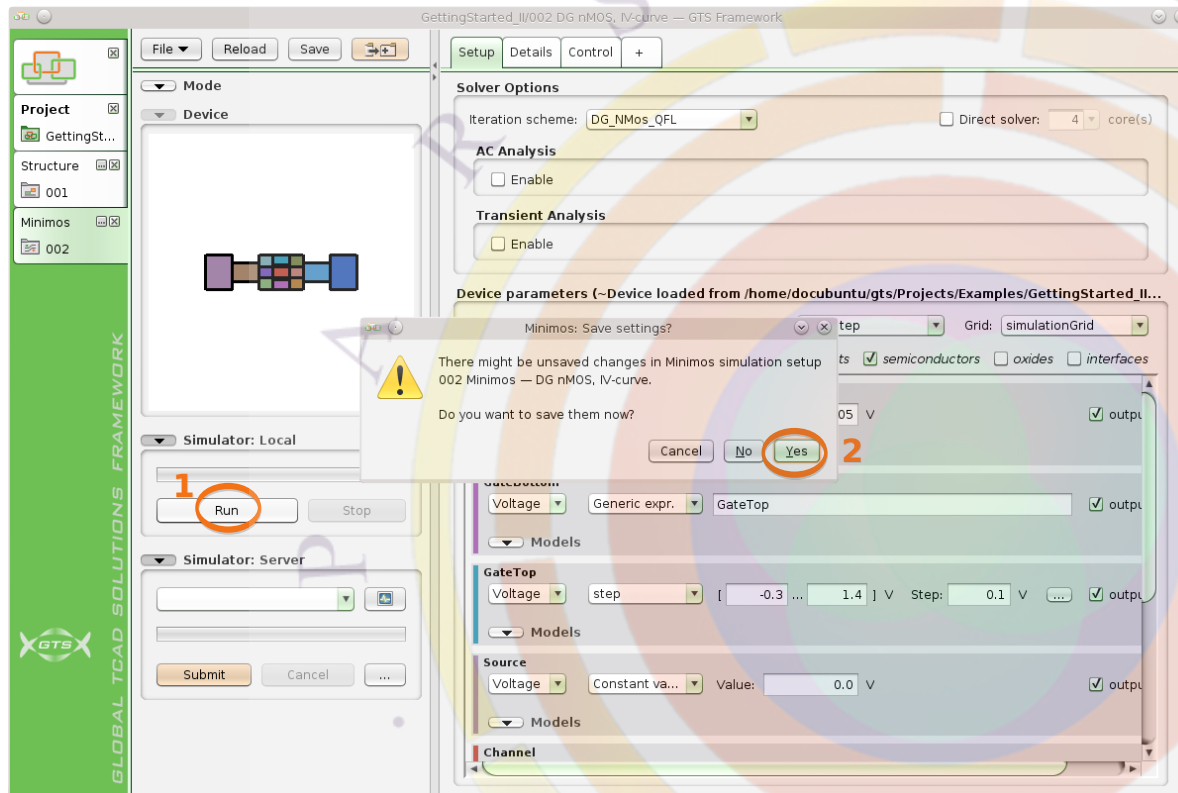 GettingStarted_II/002 DG nMOS, IV-curve — GTS Framework
Project
GettingSt...
Structure
001
Minimos
002
GLOBAL TCAD SOLUTIONS FRAMEWORK
GTS
File Reload Save
Mode
Device
Simulator: Local
1
Run Stop
Simulator: Server
Submit Cancel ...
Setup Details Control +
Solver Options
Iteration scheme: DG_NMos_QFL Direct solver: 4 core(s)
AC Analysis
Enable
Transient Analysis
Enable
Device parameters (~Device loaded from /home/docubuntu/gts/Projects/Examples/GettingStarted_II...
tep Grid: simulationGrid
ts semiconductors oxides interfaces
05 V outpu
Minimos: Save settings?
There might be unsaved changes in Minimos simulation setup
002 Minimos — DG nMOS, IV-curve.
Do you want to save them now?
Cancel No Yes 2
GateBottom
Voltage Generic expr. GateTop outpu
Models
GateTop
Voltage step [ -0.3 ... 1.4 ] V Step: 0.1 V ... outpu
Models
Source
Voltage Constant va... Value: 0.0 V outpu
Models
Channel
P A R S